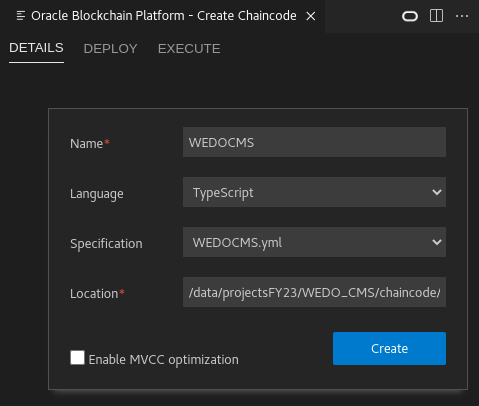 Oracle Blockchain Platform - Create Chaincode
DETAILS DEPLOY EXECUTE
Name* WEDOCMS
Language TypeScript
Specification WEDOCMS.yml
Location* /data/projectsFY23/WEDO_CMS/chaincode/
Enable MVCC optimization Create